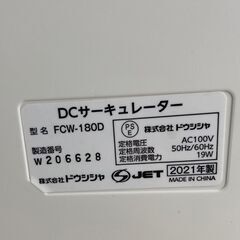 DCサーキュレーター
型 名 FCW-180D
PS
E
株式会社 ドウシシャ
製造番号
W206628
定格電圧 AC100V
定格周波数 50Hz/60Hz
定格消費電力 19W
株式会社ドウシシャ
JET
2021年製
MADE IN CHINA